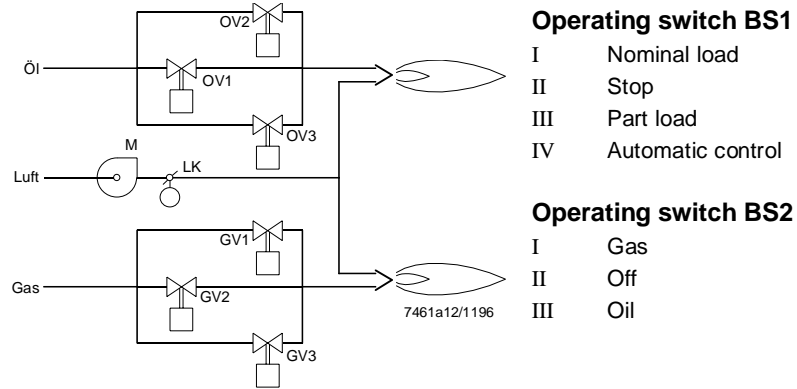 OV2
Öl
OV1
OV3
M
Luft
LK
GV1
Gas
GV2
GV3
7461a12/1196
Operating switch BS1
I Nominal load
II Stop
III Part load
IV Automatic control
Operating switch BS2
I Gas
II Off
III Oil